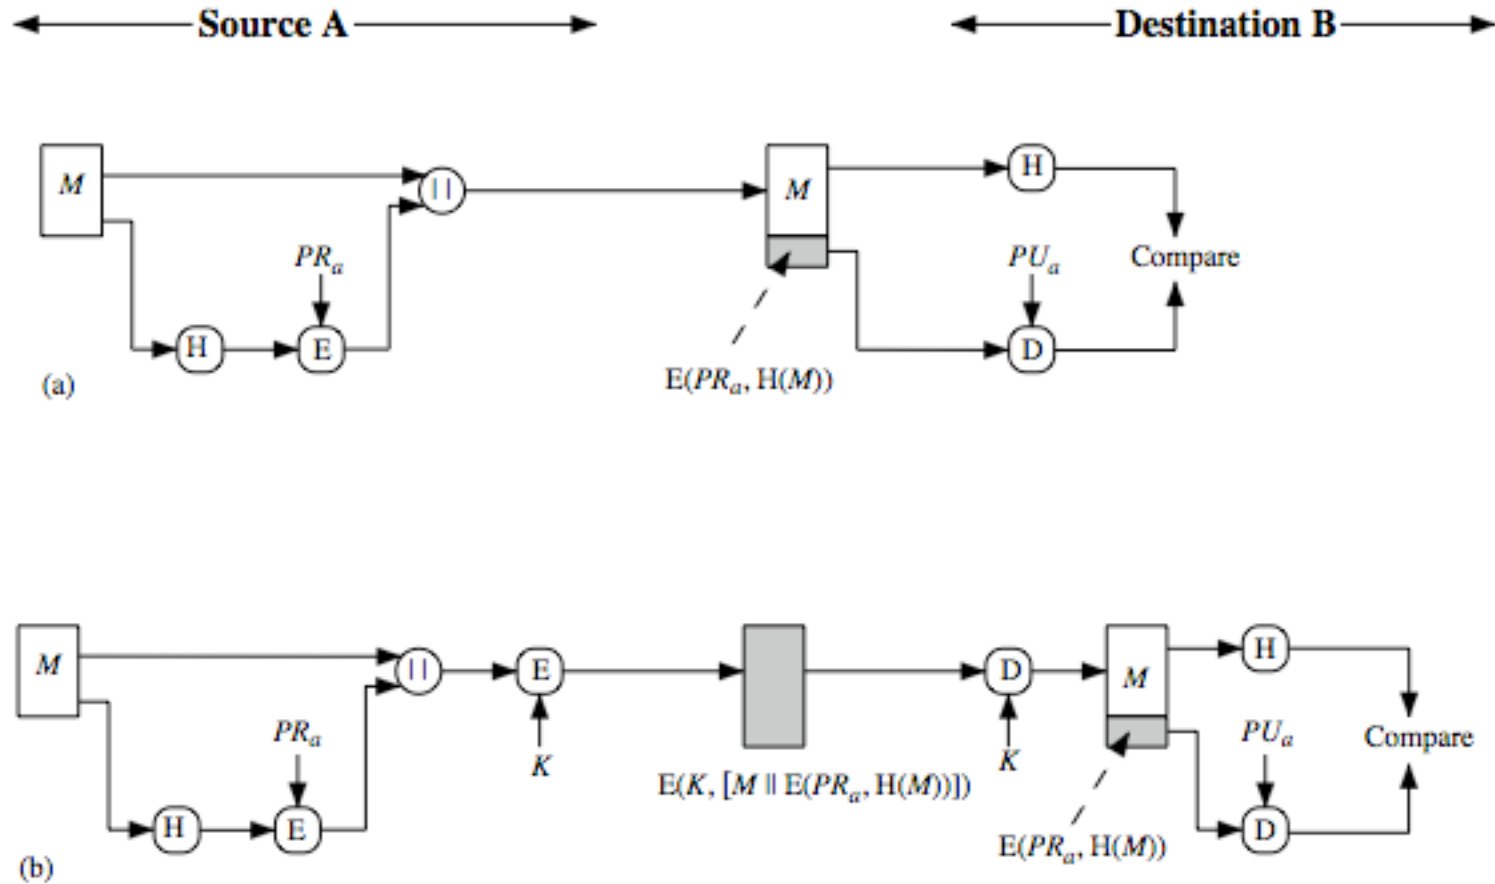 Source A
Destination B
M
||
M
H
PRa
PUa
Compare
H
E
D
E(PRa, H(M))
(a)
M
||
E
D
M
H
PRa
K
K
PUa
Compare
E(K, [M || E(PRa, H(M))])
H
E
D
E(PRa, H(M))
(b)